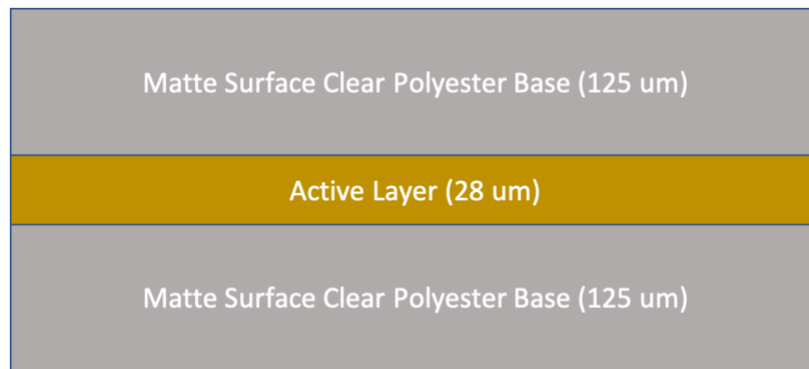 Matte Surface Clear Polyester Base (125 um)
Active Layer (28 um)
Matte Surface Clear Polyester Base (125 um)